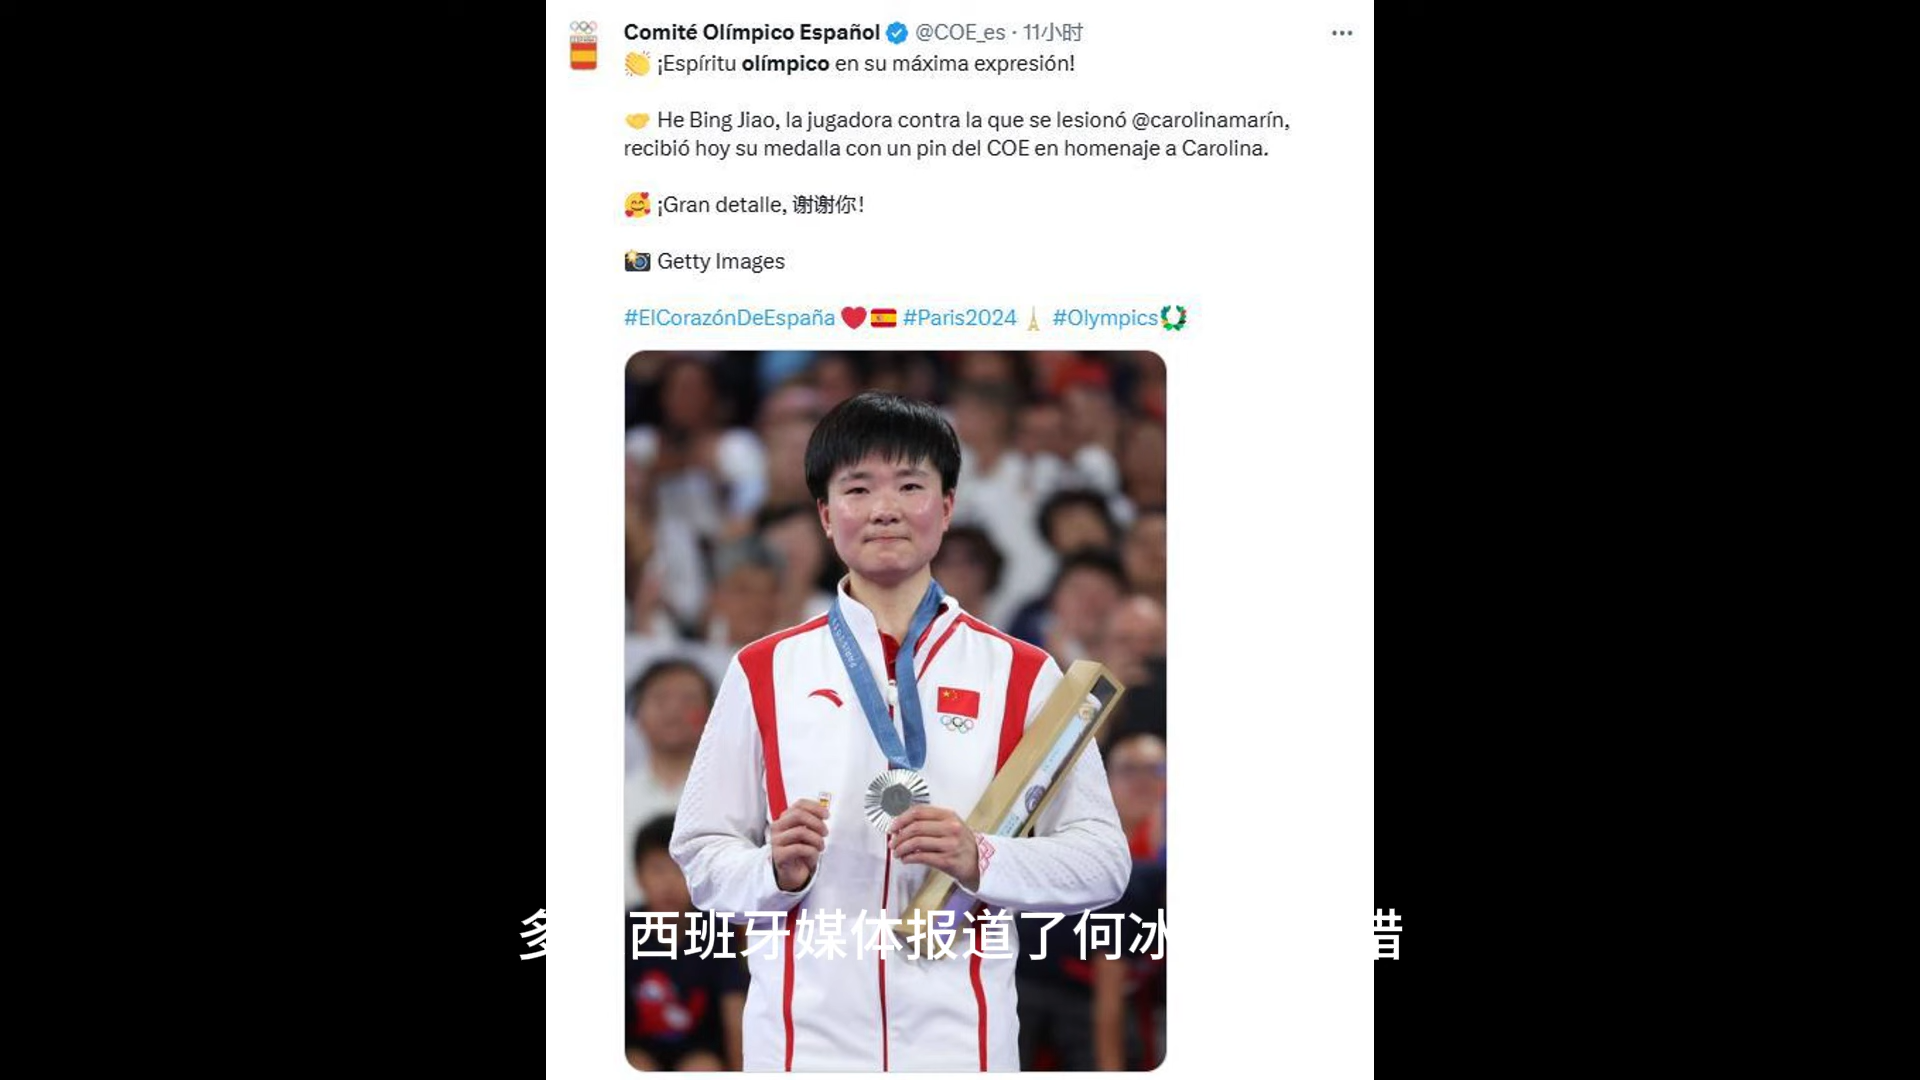 Comité Olímpico Español @COE_es · 11小时
¡Espíritu olímpico en su máxima expresión!
He Bing Jiao, la jugadora contra la que se lesionó @carolinamarín,
recibió hoy su medalla con un pin del COE en homenaje a Carolina.
¡Gran detalle, 谢谢你!
Getty Images
#ElCorazónDeEspaña #Paris2024 #Olympics
PARIS 2024
西班牙媒体报道了何冰